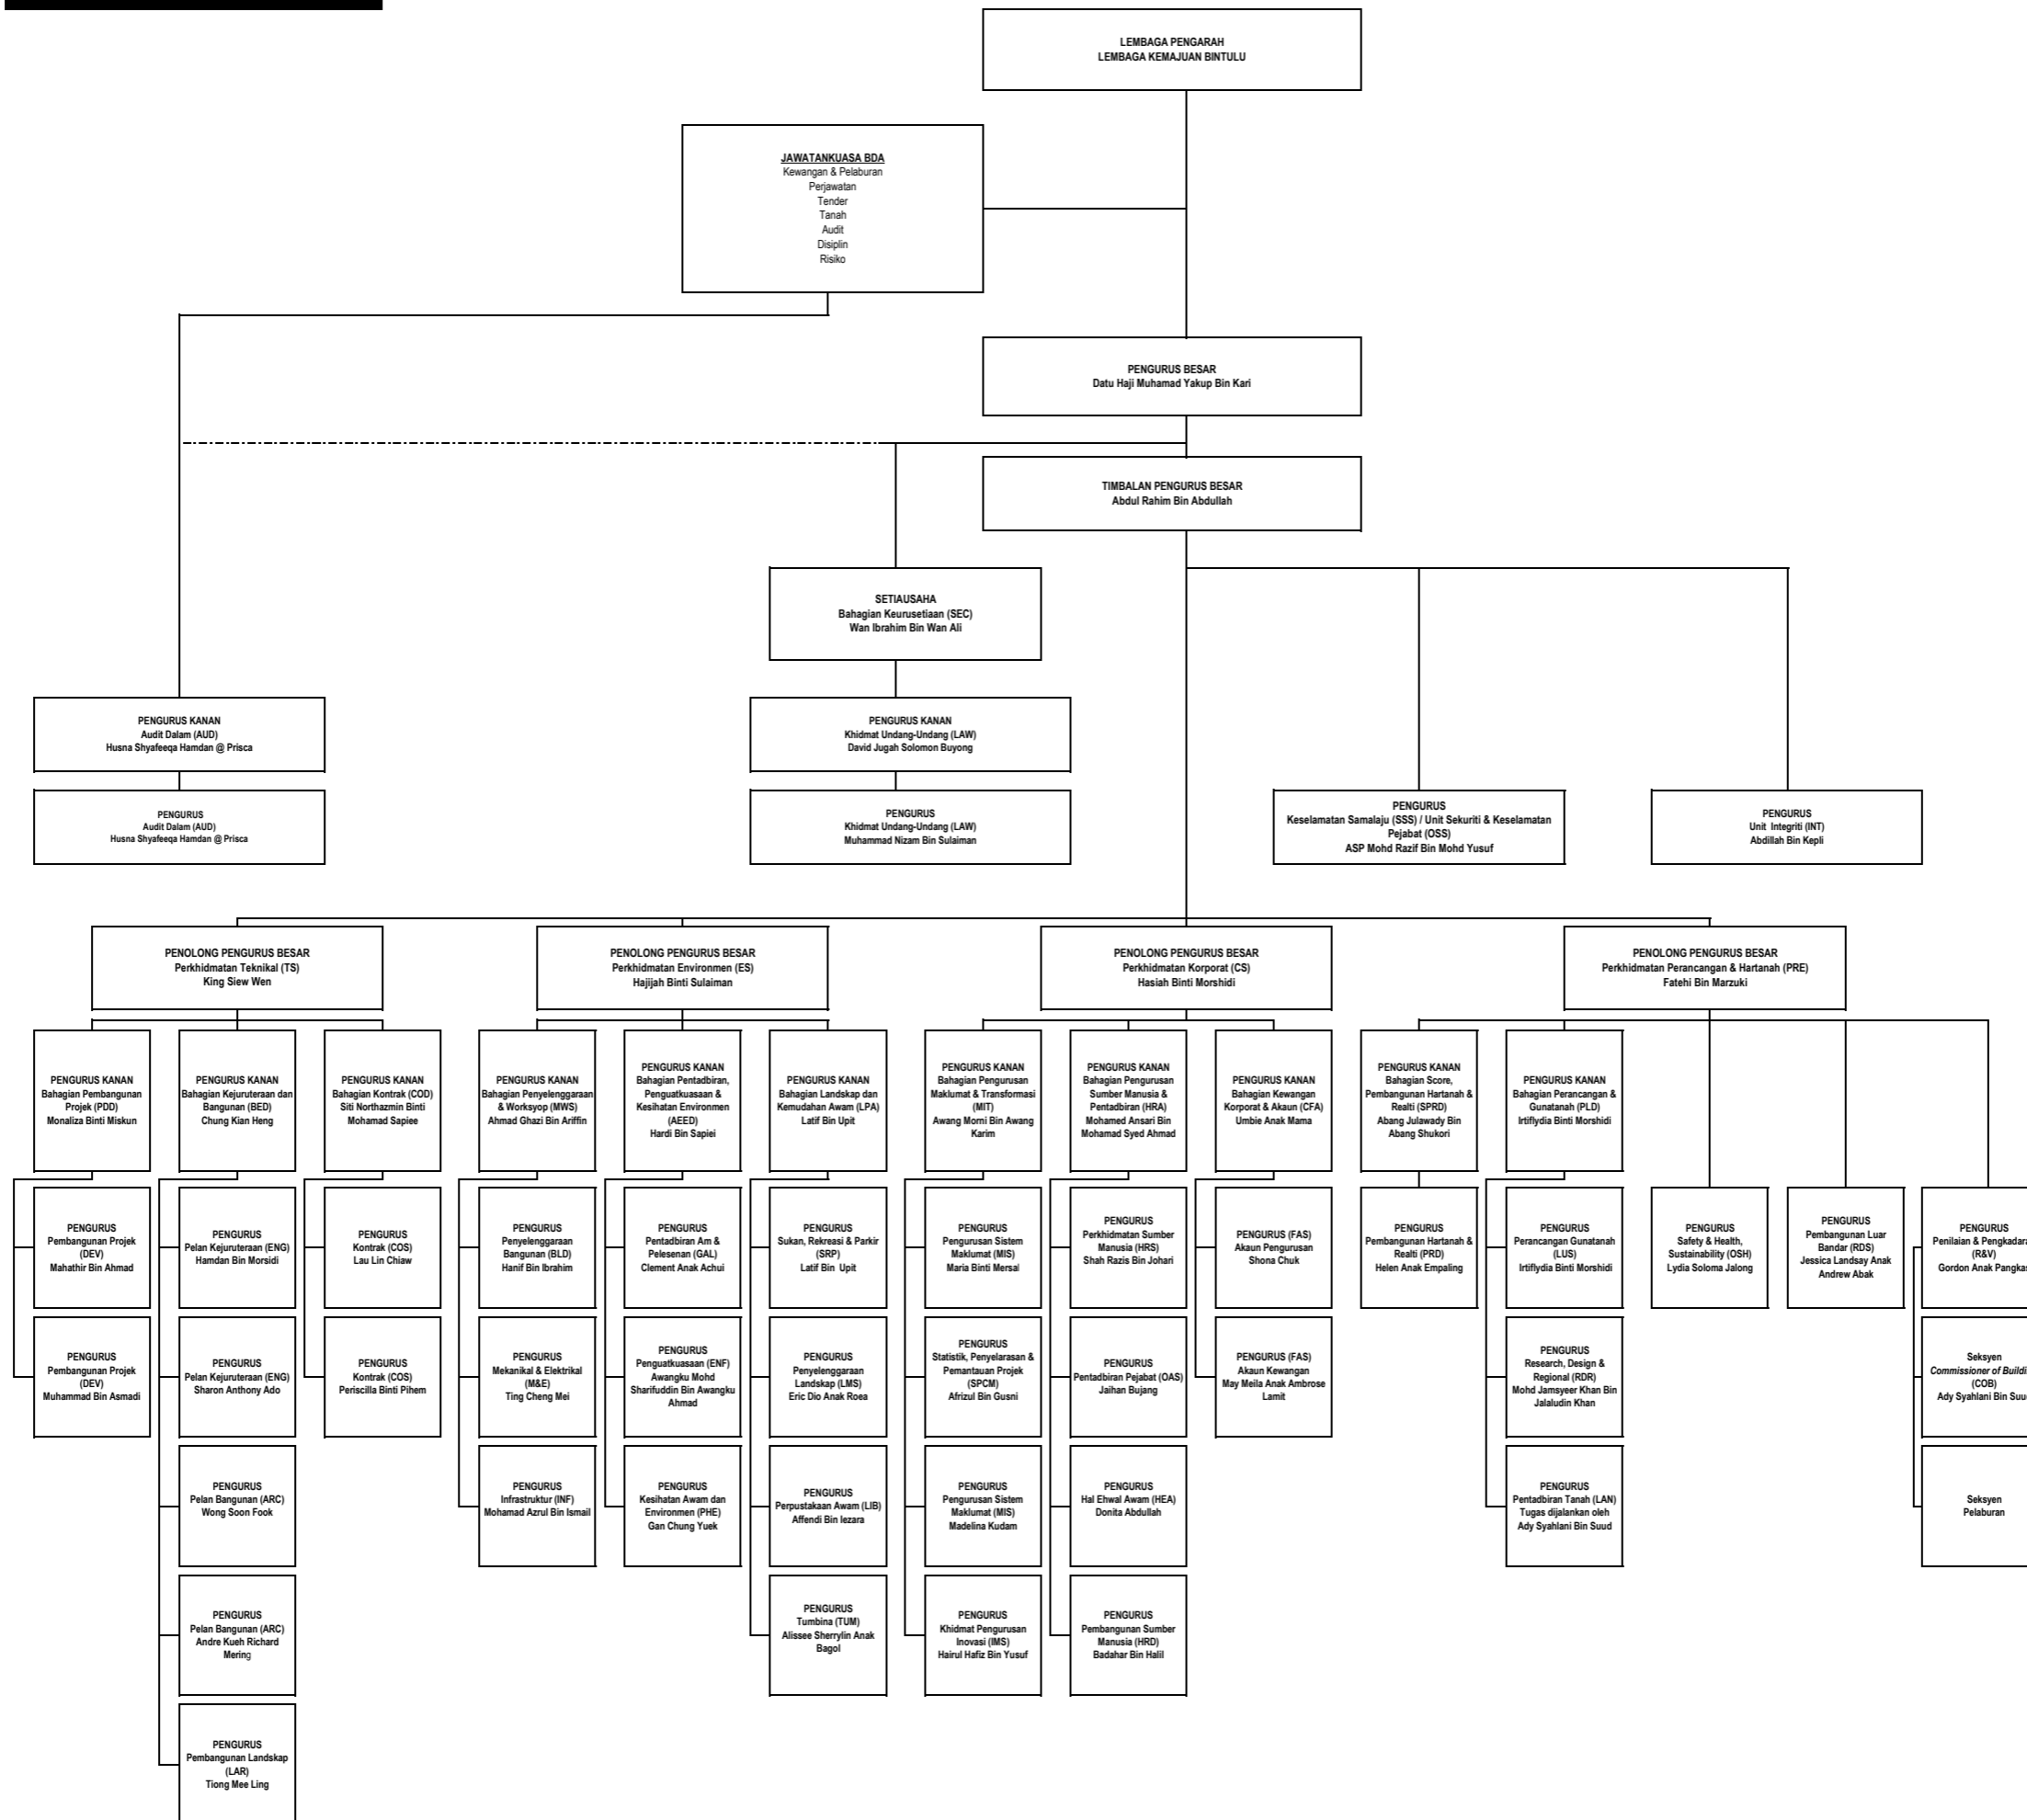 LEMBAGA PENGARAH
LEMBAGA KEMAJUAN BINTULU
JAWATANKUASA BDA
Kewangan & Pelaburan
Perjawatan
Tender
Tanah
Audit
Disiplin
Risiko
PENGURUS BESAR
Datu Haji Muhamad Yakup Bin Kari
TIMBALAN PENGURUS BESAR
Abdul Rahim Bin Abdullah
SETIAUSAHA
Bahagian Keurusetiaan (SEC)
Wan Ibrahim Bin Wan Ali
PENGURUS KANAN
Audit Dalam (AUD)
Husna Shyafeeqa Hamdan @ Prisca
PENGURUS KANAN
Khidmat Undang-Undang (LAW)
David Jugah Solomon Buyong
PENGURUS
Audit Dalam (AUD)
Husna Shyafeeqa Hamdan @ Prisca
PENGURUS
Khidmat Undang-Undang (LAW)
Muhammad Nizam Bin Sulaiman
PENGURUS
Keselamatan Samalaju (SSS) / Unit Sekuriti & Keselamatan
Pejabat (OSS)
ASP Mohd Razif Bin Mohd Yusuf
PENGURUS
Unit Integriti (INT)
Abdillah Bin Kepli
PENOLONG PENGURUS BESAR
Perkhidmatan Teknikal (TS)
King Siew Wen
PENOLONG PENGURUS BESAR
Perkhidmatan Environmen (ES)
Hajijah Binti Sulaiman
PENOLONG PENGURUS BESAR
Perkhidmatan Korporat (CS)
Hasiah Binti Morshidi
PENOLONG PENGURUS BESAR
Perkhidmatan Perancangan & Hartanah (PRE)
Fatehi Bin Marzuki
PENGURUS KANAN
Bahagian Pembangunan
Projek (PDD)
Monaliza Binti Miskun
PENGURUS KANAN
Bahagian Kejuruteraan dan
Bangunan (BED)
Chung Kian Heng
PENGURUS KANAN
Bahagian Kontrak (COD)
Siti Northazmin Binti
Mohamad Sapiee
PENGURUS KANAN
Bahagian Penyelenggaraan
& Worksyop (MWS)
Ahmad Ghazi Bin Ariffin
PENGURUS KANAN
Bahagian Pentadbiran,
Penguatkuasaan &
Kesihatan Environmen
(AEED)
Hardi Bin Sapiei
PENGURUS KANAN
Bahagian Landskap dan
Kemudahan Awam (LPA)
Latif Bin Upit
PENGURUS KANAN
Bahagian Pengurusan
Maklumat & Transformasi
(MIT)
Awang Morni Bin Awang
Karim
PENGURUS KANAN
Bahagian Pengurusan
Sumber Manusia &
Pentadbiran (HRA)
Mohamed Ansari Bin
Mohamad Syed Ahmad
PENGURUS KANAN
Bahagian Kewangan
Korporat & Akaun (CFA)
Umbie Anak Mama
PENGURUS KANAN
Bahagian Score,
Pembangunan Hartanah &
Realti (SPRD)
Abang Julawady Bin
Abang Shukori
PENGURUS KANAN
Bahagian Perancangan &
Gunatanah (PLD)
Irtiflydia Binti Morshidi
PENGURUS
Pembangunan Projek
(DEV)
Mahathir Bin Ahmad
PENGURUS
Pelan Kejuruteraan (ENG)
Hamdan Bin Morsidi
PENGURUS
Kontrak (COS)
Lau Lin Chiaw
PENGURUS
Penyelenggaraan
Bangunan (BLD)
Hanif Bin Ibrahim
PENGURUS
Pentadbiran Am &
Pelesenan (GAL)
Clement Anak Achui
PENGURUS
Sukan, Rekreasi & Parkir
(SRP)
Latif Bin Upit
PENGURUS
Pengurusan Sistem
Maklumat (MIS)
Maria Binti Mersal
PENGURUS
Perkhidmatan Sumber
Manusia (HRS)
Shah Razis Bin Johari
PENGURUS (FAS)
Akaun Pengurusan
Shona Chuk
PENGURUS
Pembangunan Hartanah &
Realti (PRD)
Helen Anak Empaling
PENGURUS
Perancangan Gunatanah
(LUS)
Irtiflydia Binti Morshidi
PENGURUS
Safety & Health,
Sustainability (OSH)
Lydia Soloma Jalong
PENGURUS
Pembangunan Luar
Bandar (RDS)
Jessica Landsay Anak
Andrew Abak
PENGURUS
Penilaian & Pengkadara
(R&V)
Gordon Anak Pangkas
PENGURUS
Pembangunan Projek
(DEV)
Muhammad Bin Asmadi
PENGURUS
Pelan Kejuruteraan (ENG)
Sharon Anthony Ado
PENGURUS
Kontrak (COS)
Periscilla Binti Pihem
PENGURUS
Mekanikal & Elektrikal
(M&E)
Ting Cheng Mei
PENGURUS
Penguatkuasaan (ENF)
Awangku Mohd
Sharifuddin Bin Awangku
Ahmad
PENGURUS
Penyelenggaraan
Landskap (LMS)
Eric Dio Anak Roea
PENGURUS
Statistik, Penyelarasan &
Pemantauan Projek
(SPCM)
Afrizul Bin Gusni
PENGURUS
Pentadbiran Pejabat (OAS)
Jaihan Bujang
PENGURUS (FAS)
Akaun Kewangan
May Meila Anak Ambrose
Lamit
PENGURUS
Research, Design &
Regional (RDR)
Mohd Jamsyeer Khan Bin
Jalaludin Khan
Seksyen
Commissioner of Buildi
(COB)
Ady Syahlani Bin Suud
PENGURUS
Pelan Bangunan (ARC)
Wong Soon Fook
PENGURUS
Infrastruktur (INF)
Mohamad Azrul Bin Ismail
PENGURUS
Kesihatan Awam dan
Environmen (PHE)
Gan Chung Yuek
PENGURUS
Perpustakaan Awam (LIB)
Affendi Bin Iezara
PENGURUS
Pengurusan Sistem
Maklumat (MIS)
Madelina Kudam
PENGURUS
Hal Ehwal Awam (HEA)
Donita Abdullah
PENGURUS
Pentadbiran Tanah (LAN)
Tugas dijalankan oleh
Ady Syahlani Bin Suud
Seksyen
Pelaburan
PENGURUS
Pelan Bangunan (ARC)
Andre Kueh Richard
Mering
PENGURUS
Tumbina (TUM)
Alissee Sherrylin Anak
Bagol
PENGURUS
Khidmat Pengurusan
Inovasi (IMS)
Hairul Hafiz Bin Yusuf
PENGURUS
Pembangunan Sumber
Manusia (HRD)
Badahar Bin Halil
PENGURUS
Pembangunan Landskap
(LAR)
Tiong Mee Ling